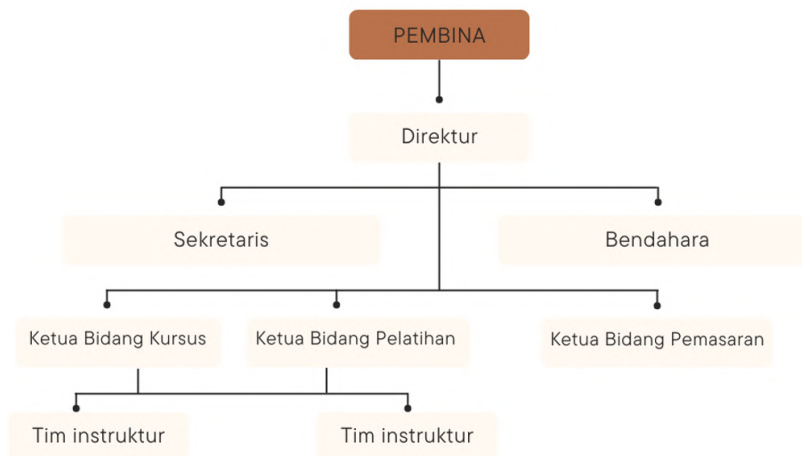 PEMBINA
Direktur
Sekretaris
Bendahara
Ketua Bidang Kursus
Ketua Bidang Pelatihan
Ketua Bidang Pemasaran
Tim instruktur
Tim instruktur